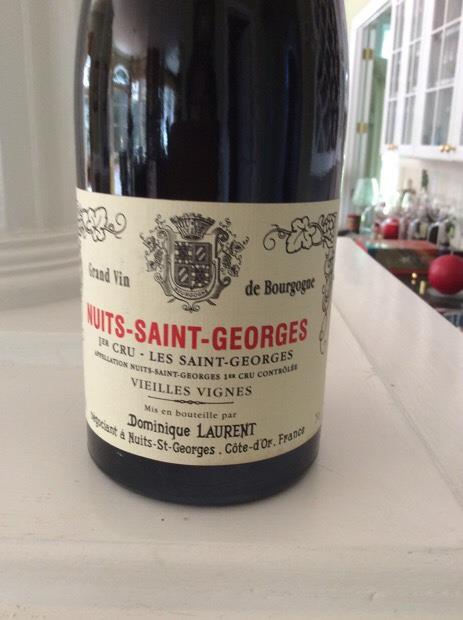 Grand Vin de Bourgogne
BOURGOGNE
NUITS-SAINT-GEORGES
1ER CRU - LES SAINT-GEORGES
APPELLATION NUITS-SAINT-GEORGES 1ER CRU CONTRÔLÉE
VIEILLES VIGNES
Mis en bouteille par
Dominique LAURENT
négociant à Nuits-St-Georges . Côte-d'Or . France